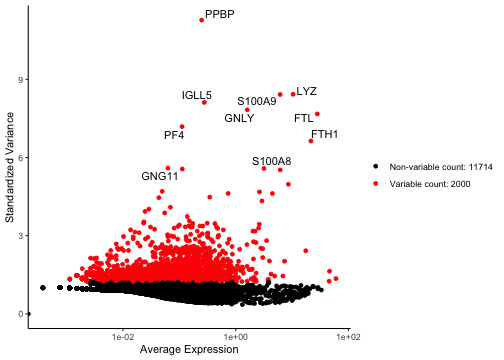 PPBP
9
IGLL5
S100A9
LYZ
GNLY
FTL
PF4
FTH1
6
S100A8
GNG11
Non-variable count: 11714
Variable count: 2000
Standardized Variance
3
0
1e-02
1e+00
1e+02
Average Expression